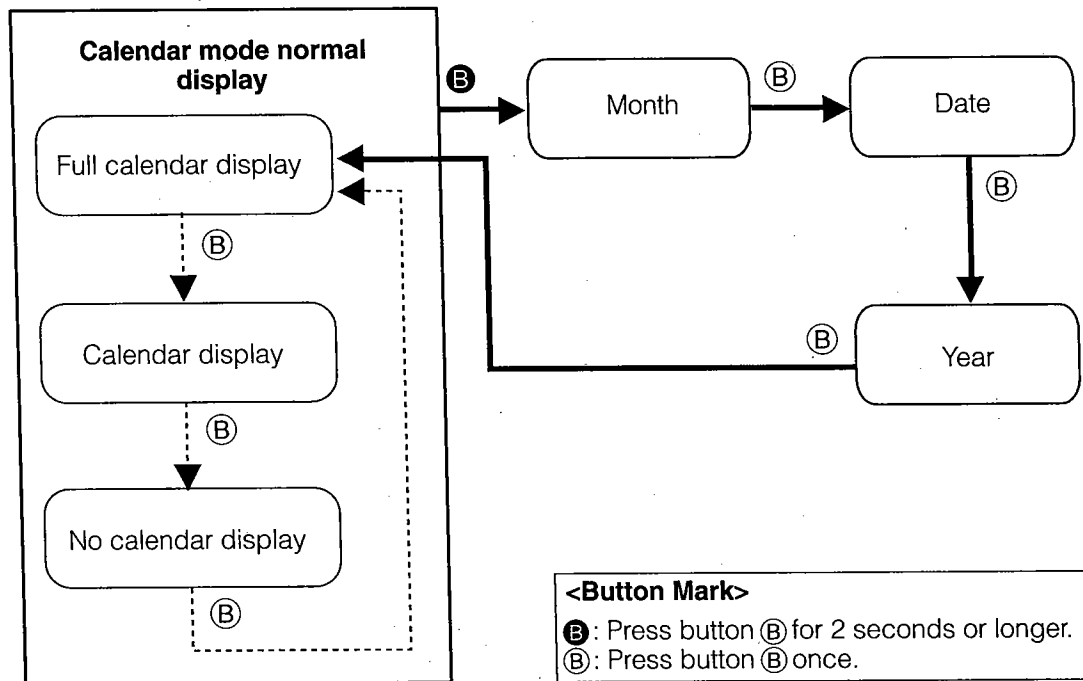 Calendar mode normal
display
Full calendar display
Ⓑ
Calendar display
Ⓑ
No calendar display
Ⓑ
🅑
Month
Ⓑ
Date
Ⓑ
Year
Ⓑ
<Button Mark>
🅑: Press button Ⓑ for 2 seconds or longer.
Ⓑ: Press button Ⓑ once.